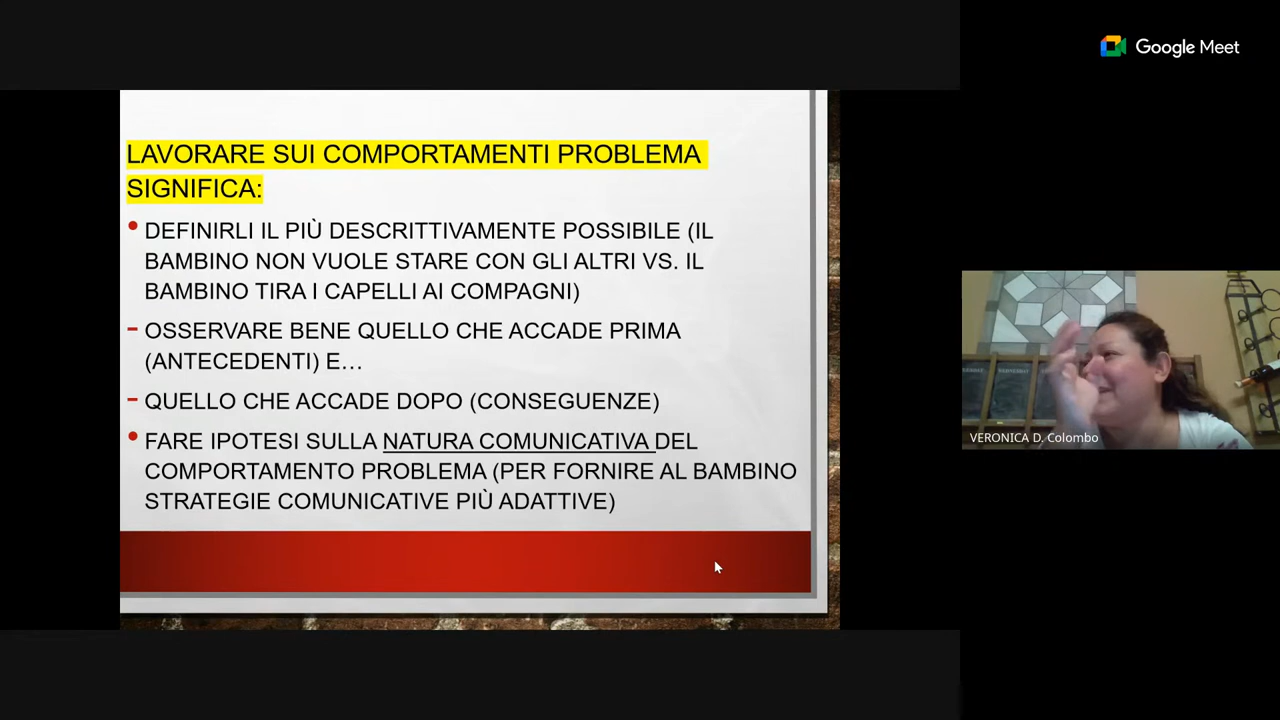 Google Meet
LAVORARE SUI COMPORTAMENTI PROBLEMA
SIGNIFICA:
• DEFINIRLI IL PIÙ DESCRITTIVAMENTE POSSIBILE (IL
BAMBINO NON VUOLE STARE CON GLI ALTRI VS. IL
BAMBINO TIRA I CAPELLI AI COMPAGNI)
- OSSERVARE BENE QUELLO CHE ACCADE PRIMA
(ANTECEDENTI) E…
- QUELLO CHE ACCADE DOPO (CONSEGUENZE)
• FARE IPOTESI SULLA NATURA COMUNICATIVA DEL
COMPORTAMENTO PROBLEMA (PER FORNIRE AL BAMBINO
STRATEGIE COMUNICATIVE PIÙ ADATTIVE)
VERONICA D. Colombo